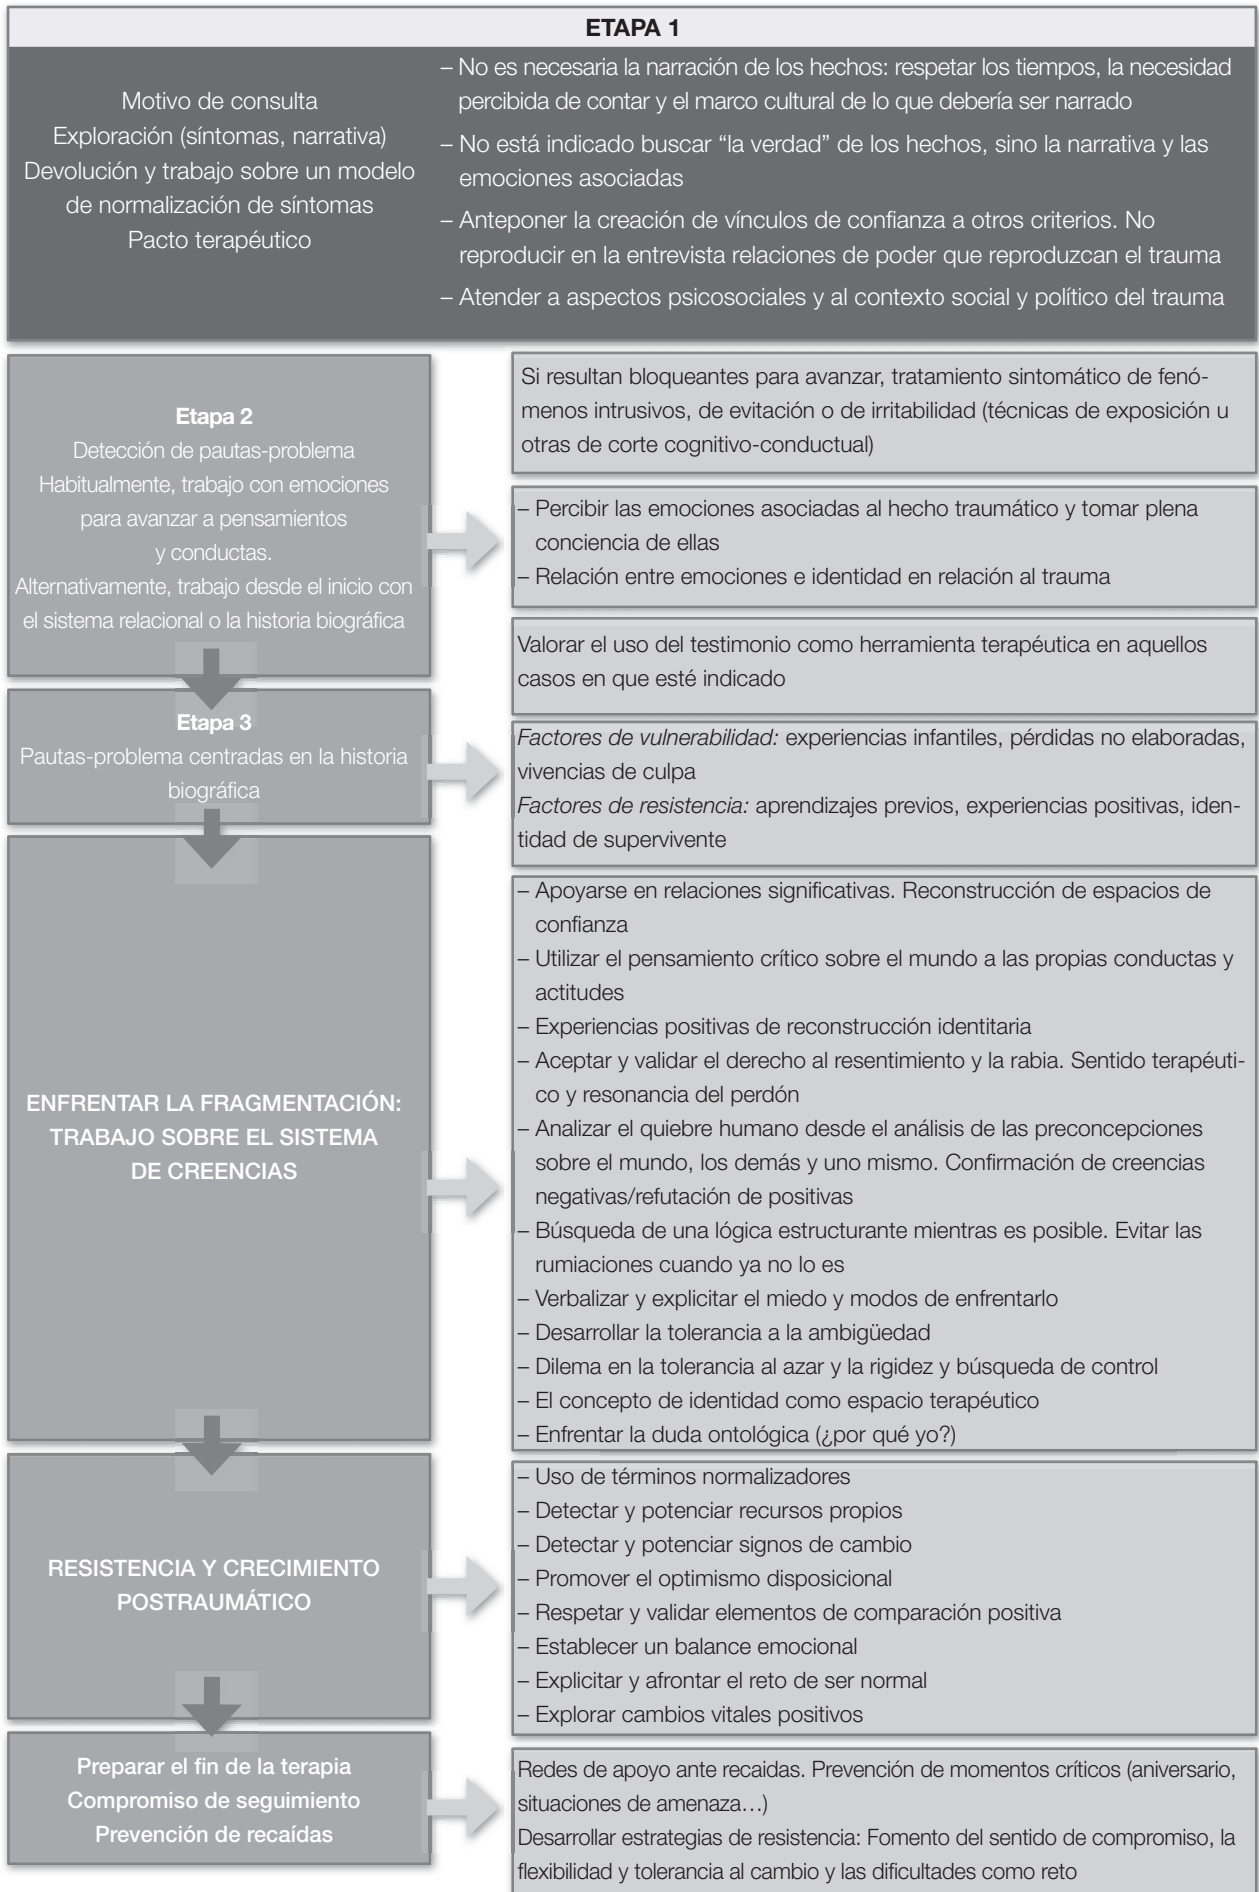 ETAPA 1
Motivo de consulta
Exploración (síntomas, narrativa)
Devolución y trabajo sobre un modelo
de normalización de síntomas
Pacto terapéutico
– No es necesaria la narración de los hechos: respetar los tiempos, la necesidad
percibida de contar y el marco cultural de lo que debería ser narrado
– No está indicado buscar “la verdad” de los hechos, sino la narrativa y las
emociones asociadas
– Anteponer la creación de vínculos de confianza a otros criterios. No
reproducir en la entrevista relaciones de poder que reproduzcan el trauma
– Atender a aspectos psicosociales y al contexto social y político del trauma
Etapa 2
Detección de pautas-problema
Habitualmente, trabajo con emociones
para avanzar a pensamientos
y conductas.
Alternativamente, trabajo desde el inicio con
el sistema relacional o la historia biográfica
Si resultan bloqueantes para avanzar, tratamiento sintomático de fenó-
menos intrusivos, de evitación o de irritabilidad (técnicas de exposición u
otras de corte cognitivo-conductual)
– Percibir las emociones asociadas al hecho traumático y tomar plena
conciencia de ellas
– Relación entre emociones e identidad en relación al trauma
Valorar el uso del testimonio como herramienta terapéutica en aquellos
casos en que esté indicado
Etapa 3
Pautas-problema centradas en la historia
biográfica
Factores de vulnerabilidad: experiencias infantiles, pérdidas no elaboradas,
vivencias de culpa
Factores de resistencia: aprendizajes previos, experiencias positivas, iden-
tidad de supervivente
ENFRENTAR LA FRAGMENTACIÓN:
TRABAJO SOBRE EL SISTEMA
DE CREENCIAS
– Apoyarse en relaciones significativas. Reconstrucción de espacios de
confianza
– Utilizar el pensamiento crítico sobre el mundo a las propias conductas y
actitudes
– Experiencias positivas de reconstrucción identitaria
– Aceptar y validar el derecho al resentimiento y la rabia. Sentido terapéuti-
co y resonancia del perdón
– Analizar el quiebre humano desde el análisis de las preconcepciones
sobre el mundo, los demás y uno mismo. Confirmación de creencias
negativas/refutación de positivas
– Búsqueda de una lógica estructurante mientras es posible. Evitar las
rumiaciones cuando ya no lo es
– Verbalizar y explicitar el miedo y modos de enfrentarlo
– Desarrollar la tolerancia a la ambigüedad
– Dilema en la tolerancia al azar y la rigidez y búsqueda de control
– El concepto de identidad como espacio terapéutico
– Enfrentar la duda ontológica (¿por qué yo?)
RESISTENCIA Y CRECIMIENTO
POSTRAUMÁTICO
– Uso de términos normalizadores
– Detectar y potenciar recursos propios
– Detectar y potenciar signos de cambio
– Promover el optimismo disposicional
– Respetar y validar elementos de comparación positiva
– Establecer un balance emocional
– Explicitar y afrontar el reto de ser normal
– Explorar cambios vitales positivos
Preparar el fin de la terapia
Compromiso de seguimiento
Prevención de recaídas
Redes de apoyo ante recaidas. Prevención de momentos críticos (aniversario,
situaciones de amenaza…)
Desarrollar estrategias de resistencia: Fomento del sentido de compromiso, la
flexibilidad y tolerancia al cambio y las dificultades como reto